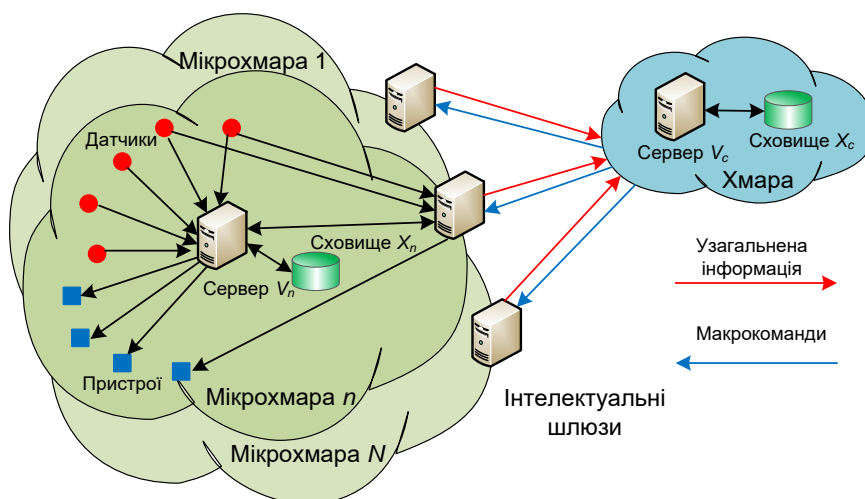 Мікрохмара 1
Датчики
Сервер Vc
Сховище Xc
Хмара
Сховище Xn
Сервер Vn
Узагальнена
інформація
Макрокоманди
Пристрої
Мікрохмара n
Інтелектуальні
шлюзи
Мікрохмара N